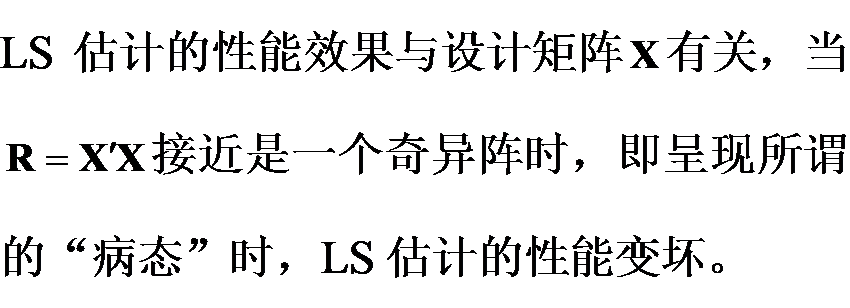 LS 估计的性能效果与设计矩阵X有关，当
R = X′X接近是一个奇异阵时，即呈现所谓
的“病态”时，LS 估计的性能变坏。